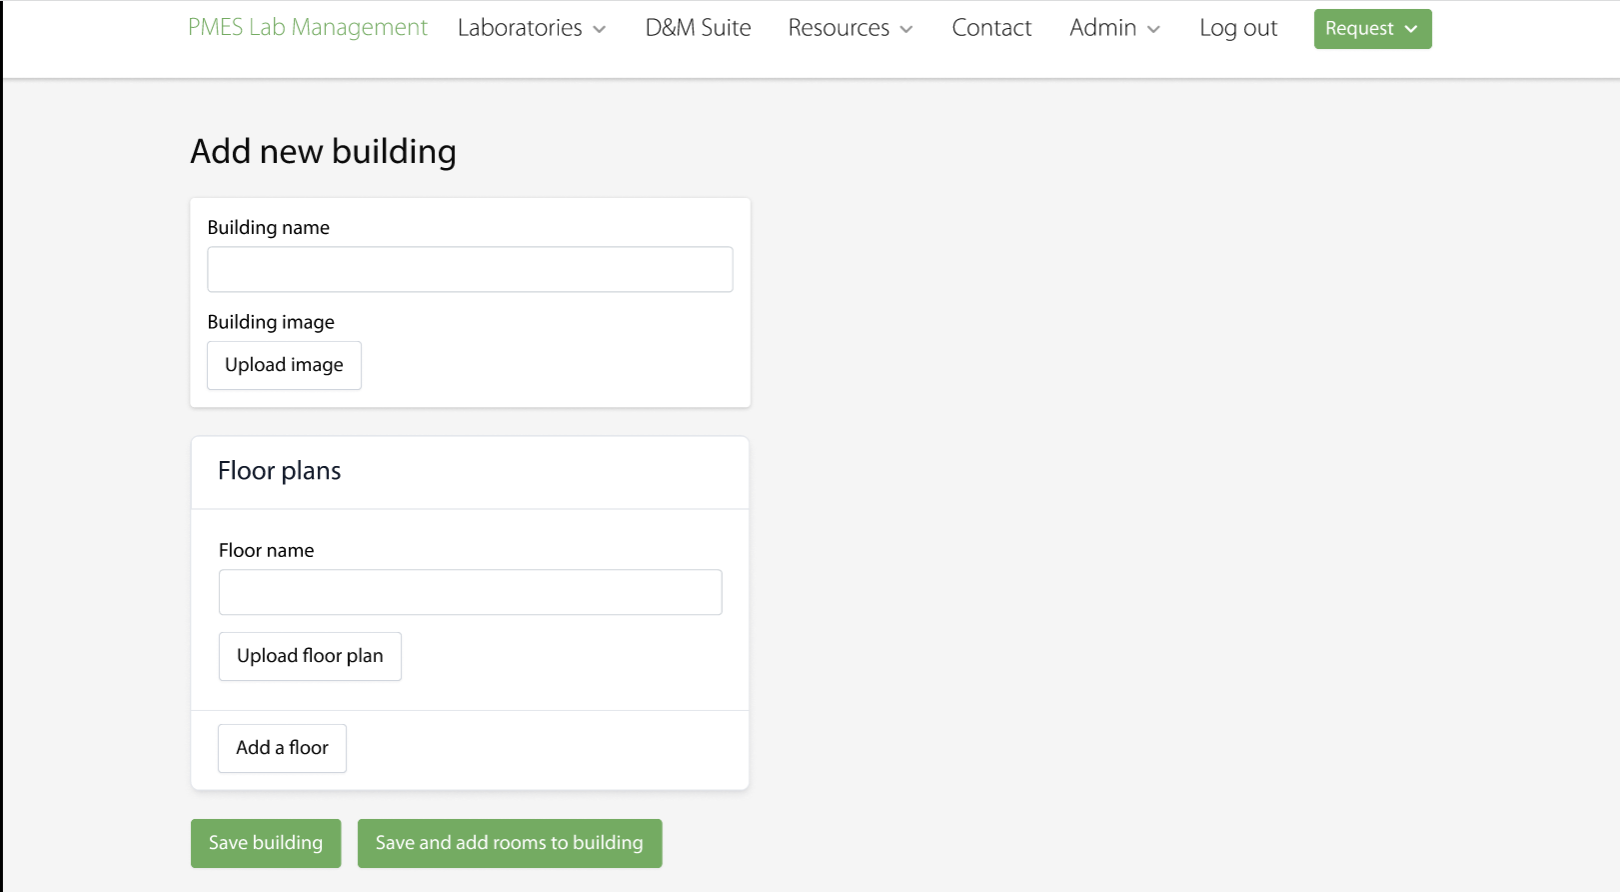 PMES Lab Management Laboratories D&M Suite Resources Contact Admin Log out Request
Add new building
Building name
Building image
Upload image
Floor plans
Floor name
Upload floor plan
Add a floor
Save building Save and add rooms to building